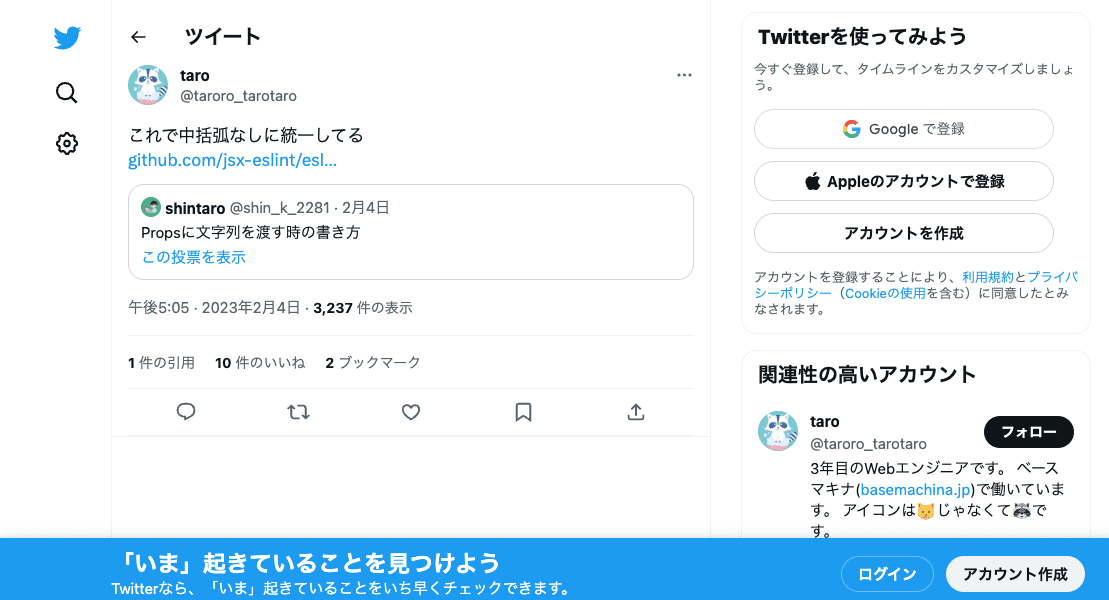 ツイート
taro
@taroro_tarotaro
これで中括弧なしに統一してる
github.com/jsx-eslint/esl...
shintaro @shin_k_2281 · 2月4日
Propsに文字列を渡す時の書き方
この投票を表示
午後5:05 · 2023年2月4日 · 3,237 件の表示
1 件の引用 10 件のいいね 2 ブックマーク
Twitterを使ってみよう
今すぐ登録して、タイムラインをカスタマイズしましょ
う。
Google で登録
Appleのアカウントで登録
アカウントを作成
アカウントを登録することにより、利用規約とプライバ
シーポリシー（Cookieの使用を含む）に同意したとみ
なされます。
関連性の高いアカウント
taro
@taroro_tarotaro
フォロー
3年目のWebエンジニアです。 ベース
マキナ(basemachina.jp)で働いていま
す。 アイコンは🐱じゃなくて🦝で
す。
「いま」起きていることを見つけよう
Twitterなら、「いま」起きていることをいち早くチェックできます。
ログイン
アカウント作成